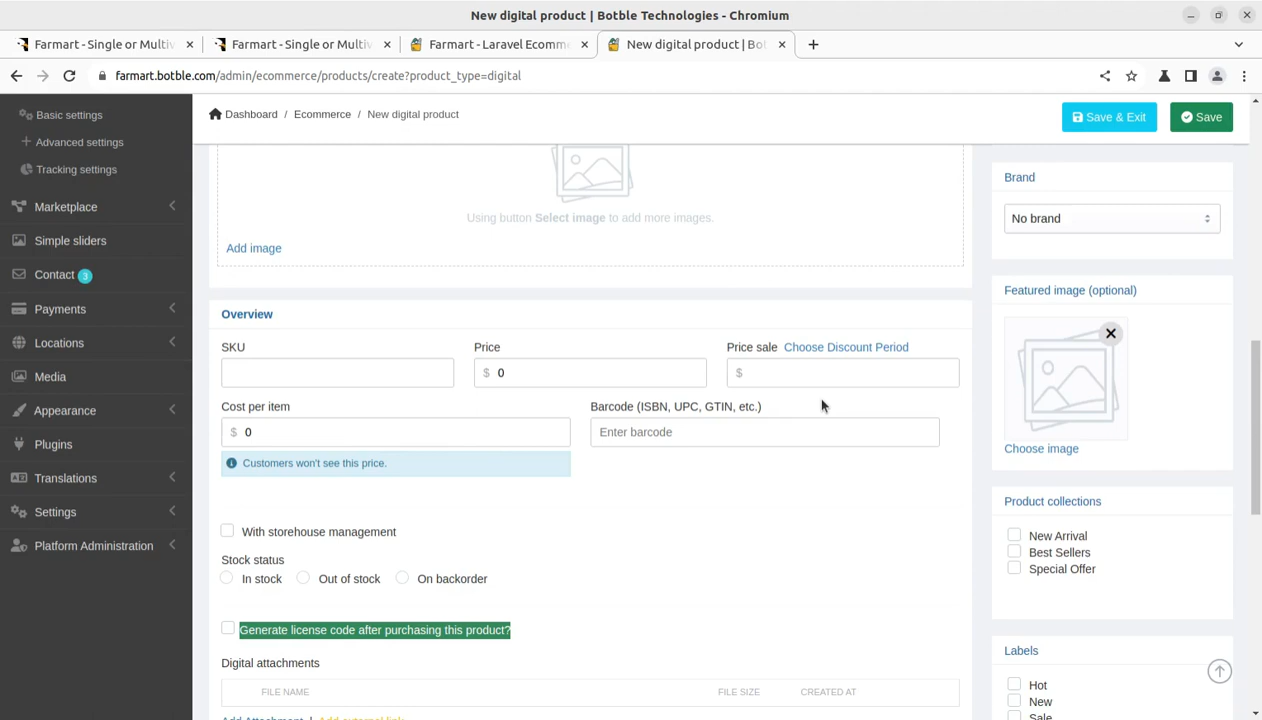 New digital product | Botble Technologies - Chromium
Farmart - Single or Multiv
Farmart - Single or Multiv
Farmart - Laravel Ecomm
New digital product | Bot
farmart.botble.com/admin/ecommerce/products/create?product_type=digital
Basic settings
Advanced settings
Tracking settings
Marketplace
Simple sliders
Contact 3
Payments
Locations
Media
Appearance
Plugins
Translations
Settings
Platform Administration
Dashboard / Ecommerce / New digital product
Save & Exit
Save
Using button Select image to add more images.
Add image
Overview
SKU
Price
$ 0
Price sale Choose Discount Period
$
Cost per item
$ 0
Customers won't see this price.
Barcode (ISBN, UPC, GTIN, etc.)
Enter barcode
With storehouse management
Stock status
In stock Out of stock On backorder
Generate license code after purchasing this product?
Digital attachments
FILE NAME FILE SIZE CREATED AT
Add Attachment | Add external link
Brand
No brand
Featured image (optional)
Choose image
Product collections
New Arrival
Best Sellers
Special Offer
Labels
Hot
New
Sale